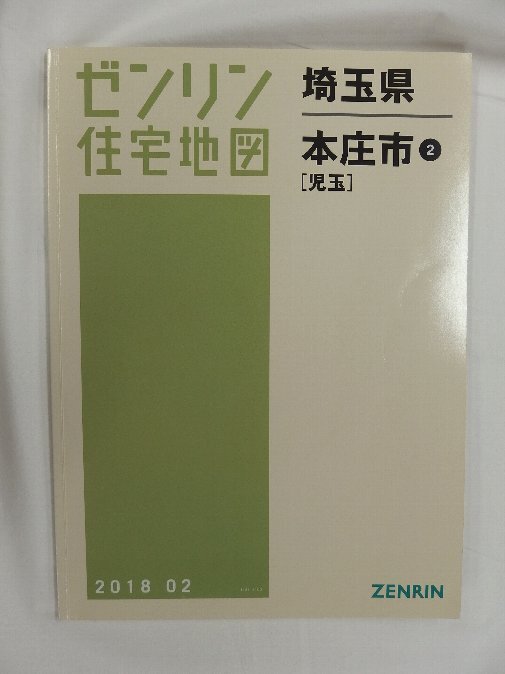 ゼンリン
住宅地図
埼玉県
本庄市 2
[児玉]
2018 02
ZENRIN